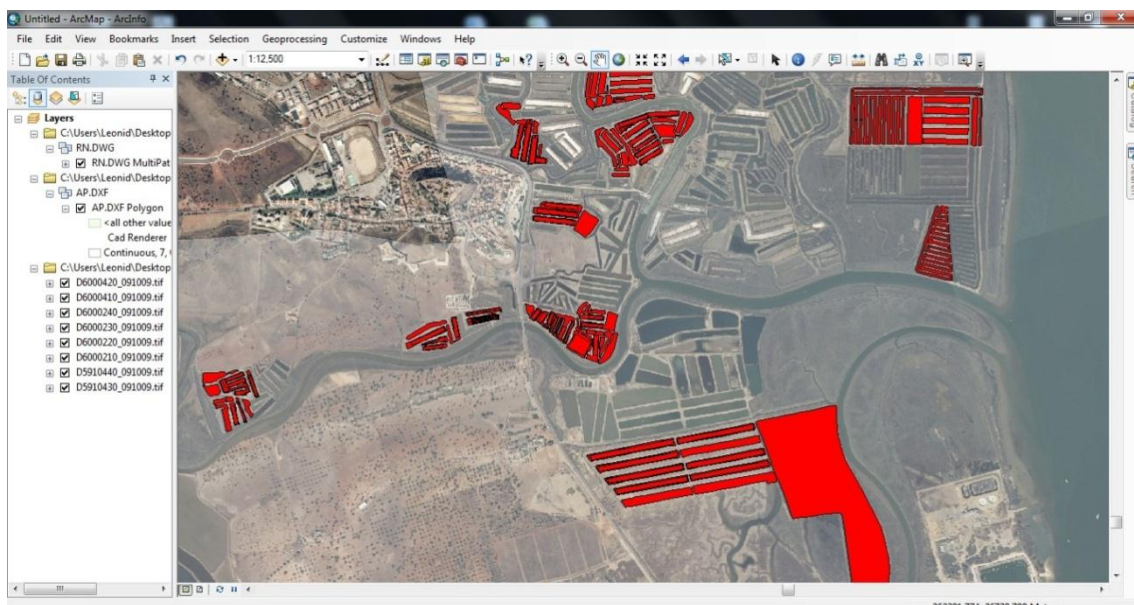 Untitled - ArcMap - ArcInfo
File Edit View Bookmarks Insert Selection Geoprocessing Customize Windows Help
1:12,500
Table Of Contents
Layers
C:\Users\Leonid\Desktop
RN.DWG
RN.DWG MultiPat
C:\Users\Leonid\Desktop
AP.DXF
AP.DXF Polygon
<all other value
Cad Renderer
Continuous, 7,
C:\Users\Leonid\Desktop
D6000420_091009.tif
D6000410_091009.tif
D6000240_091009.tif
D6000230_091009.tif
D6000220_091009.tif
D6000210_091009.tif
D5910440_091009.tif
D5910430_091009.tif